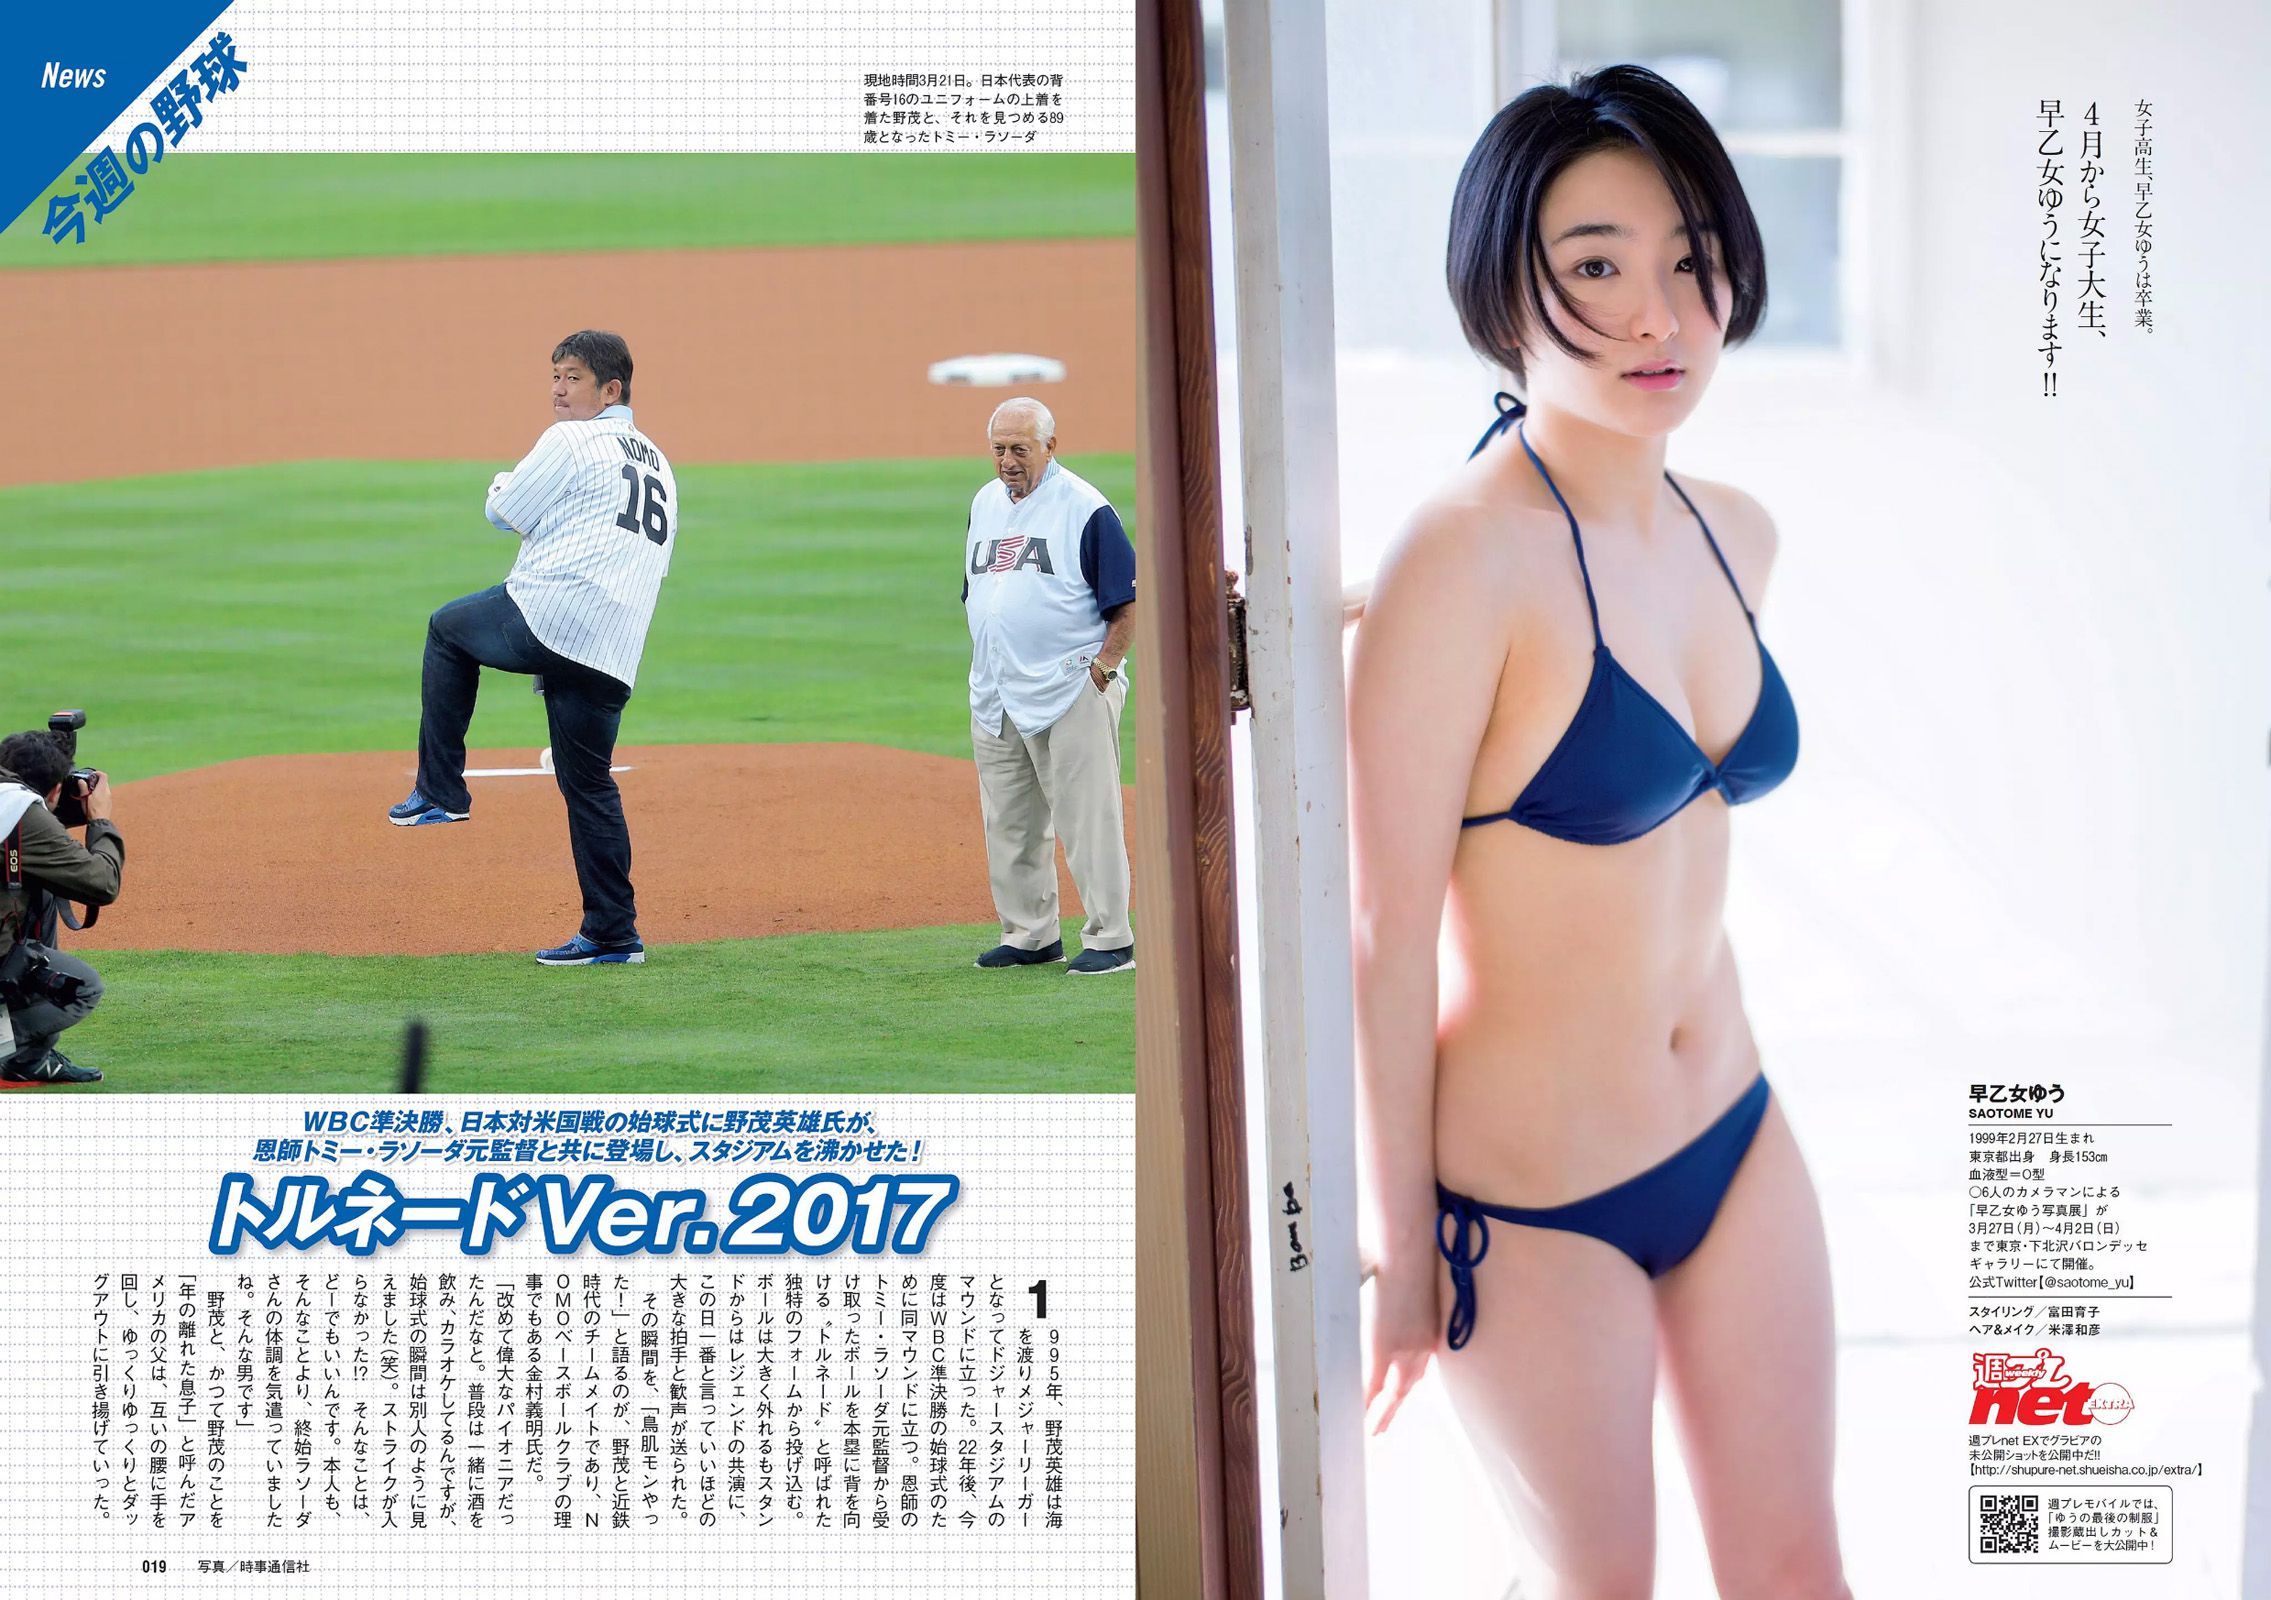 News
今週の野球
現地時間3月21日。日本代表の背
番号16のユニフォームの上着を
着た野茂と、それを見つめる89
歳となったトミー・ラソーダ
NOMO
16
USA
EOS
WBC準決勝、日本対米国戦の始球式に野茂英雄氏が、
恩師トミー・ラソーダ元監督と共に登場し、スタジアムを沸かせた!
トルネードVer.2017
1995年、野茂英雄は海
を渡りメジャーリーガー
となってドジャースタジアムの
マウンドに立った。22年後、今
度はWBC準決勝の始球式のた
めに同マウンドに立つ。恩師の
トミー・ラソーダ元監督から受
け取ったボールを本塁に背を向
ける〝トルネード〟と呼ばれた
独特のフォームから投げ込む。
ボールは大きく外れるもスタン
ドからはレジェンドの共演に、
この日一番と言っていいほどの
大きな拍手と歓声が送られた。
その瞬間を、「鳥肌モンやっ
た!」と語るのが、野茂と近鉄
時代のチームメイトであり、N
OMOベースボールクラブの理
事でもある金村義明氏だ。
「改めて偉大なパイオニアだっ
たんだなと。普段は一緒に酒を
飲み、カラオケしてるんですが、
始球式の瞬間は別人のように見
えました(笑)。ストライクが入
らなかった!? そんなことは、
どーでもいいんです。本人も、
そんなことより、終始ラソーダ
さんの体調を気遣っていました
ね。そんな男です」
野茂と、かつて野茂のことを
「年の離れた息子」と呼んだア
メリカの父は、互いの腰に手を
回し、ゆっくりゆっくりとダッ
グアウトに引き揚げていった。
019
写真/時事通信社
女子高生、早乙女ゆうは卒業。
4月から女子大生、
早乙女ゆうになります!!
Bambe
早乙女ゆう
SAOTOME YU
1999年2月27日生まれ
東京都出身 身長153cm
血液型=O型
○6人のカメラマンによる
「早乙女ゆう写真展」が
3月27日(月)〜4月2日(日)
まで東京・下北沢バロンデッセ
ギャラリーにて開催。
公式Twitter【@saotome_yu】
スタイリング/富田育子
ヘア&メイク/米澤和彦
週プレ
weekly
net
EXTRA
週プレnet EXでグラビアの
未公開ショットを公開中だ!!
【http://shupure-net.shueisha.co.jp/extra/】
週プレモバイルでは、
「ゆうの最後の制服」
撮影蔵出しカット&
ムービーを大公開中!